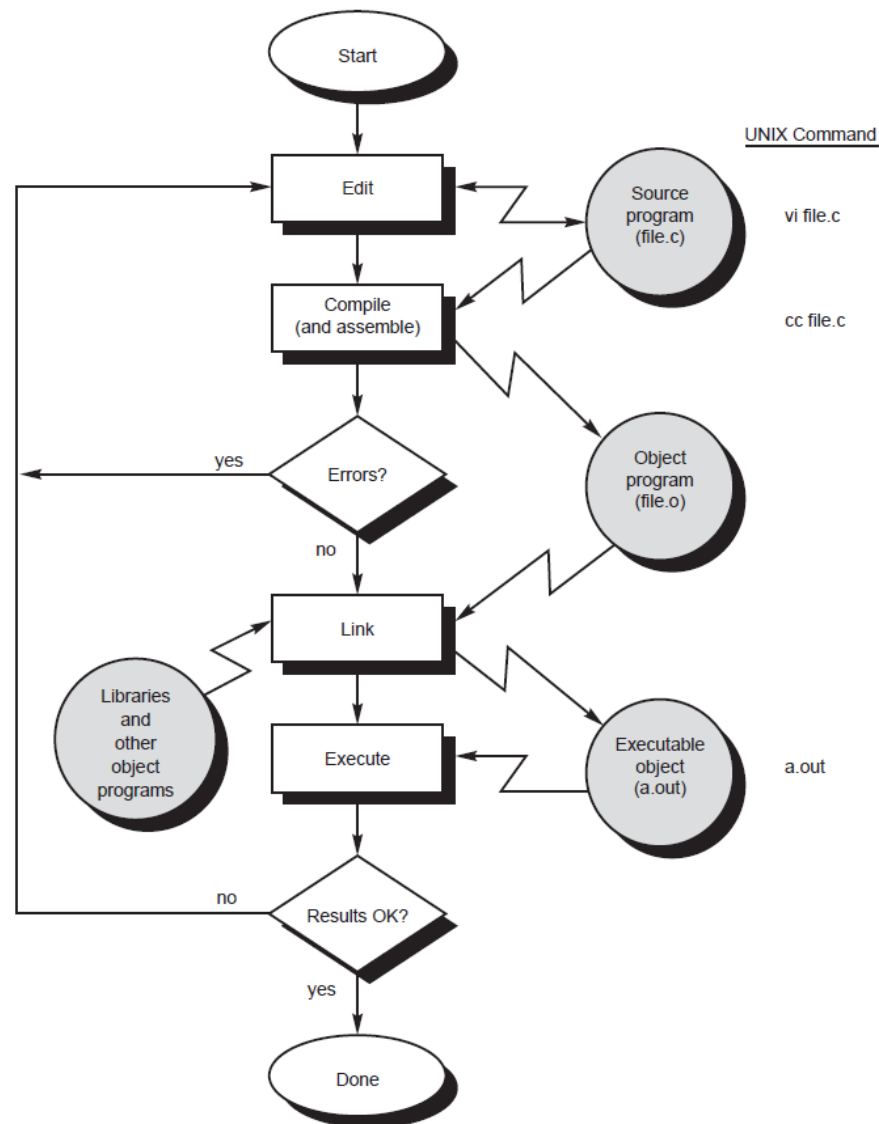 Start
UNIX Command
Edit
Source
program
(file.c)
vi file.c
Compile
(and assemble)
cc file.c
yes
Errors?
Object
program
(file.o)
no
Link
Libraries
and
other
object
programs
Execute
Executable
object
(a.out)
a.out
no
Results OK?
yes
Done